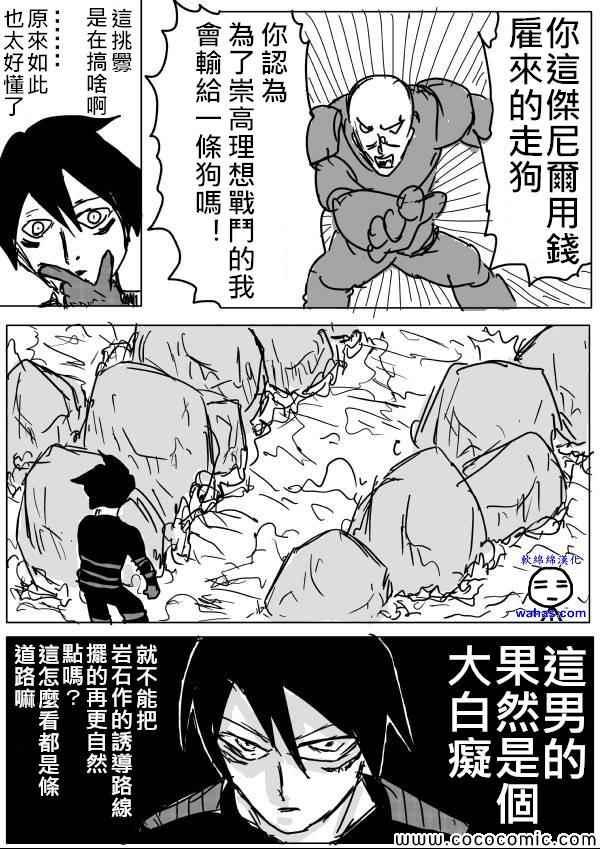 你這傑尼爾用錢
雇來的走狗
你認為
為了崇高理想戰鬥的我
會輸給一條狗嗎！
這挑釁
是在搞啥啊
……
原來如此
也太好懂了
軟綿綿漢化
wahas.com
這男的
果然是個
大白癡
就不能把
岩石作的誘導路線
擺的再更自然
點嗎？
這怎麼看都是條
道路嘛
在線漫畫
www.cococomic.com